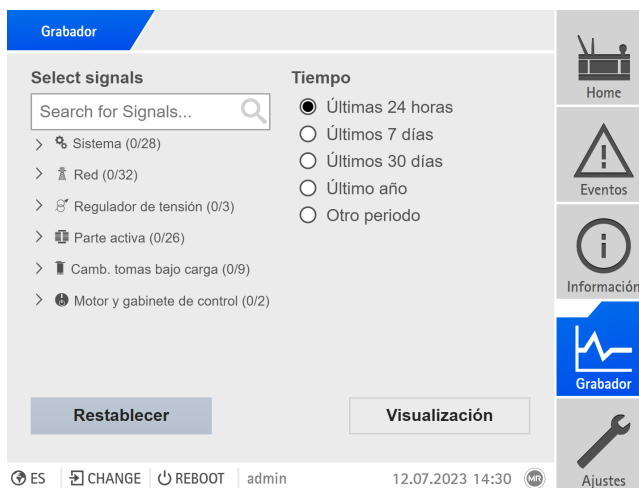 Grabador
Select signals
Search for Signals...
Sistema (0/28)
Red (0/32)
Regulador de tensión (0/3)
Parte activa (0/26)
Camb. tomas bajo carga (0/9)
Motor y gabinete de control (0/2)
Tiempo
Últimas 24 horas
Últimos 7 días
Últimos 30 días
Último año
Otro periodo
Restablecer
Visualización
Home
Eventos
Información
Grabador
Ajustes
ES CHANGE REBOOT admin 12.07.2023 14:30 MR